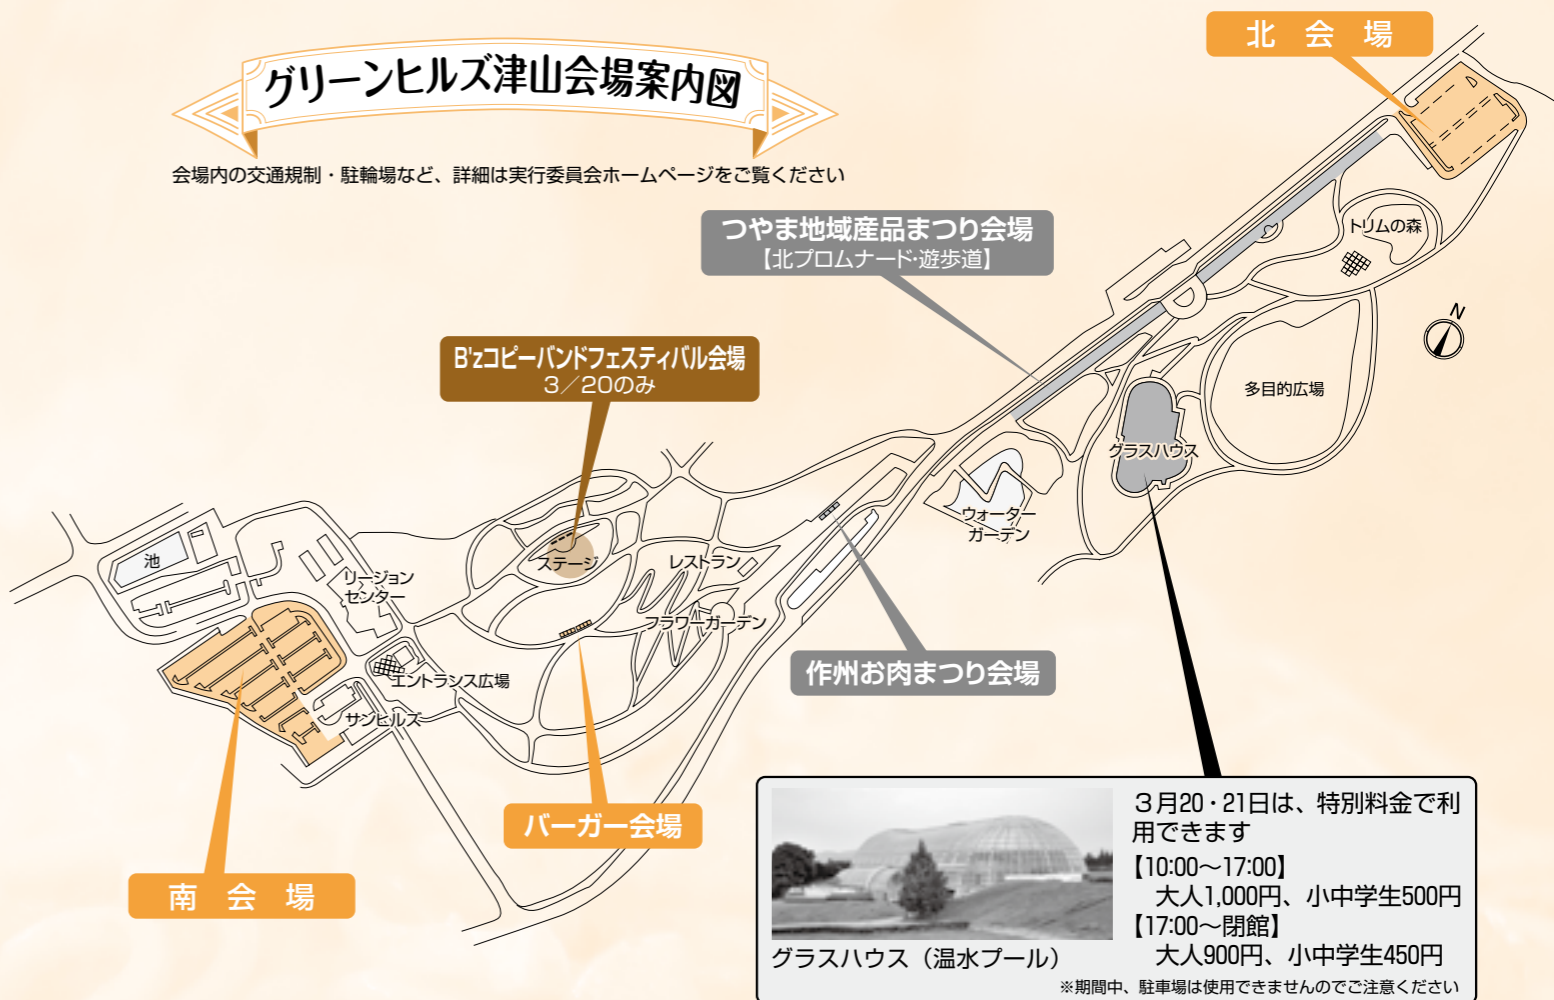 グリーンヒルズ津山会場案内図
会場内の交通規制・駐輪場など、詳細は実行委員会ホームページをご覧ください
北会場
つやま地域産品まつり会場
【北プロムナード・遊歩道】
トリムの森
N
B'zコピーバンドフェスティバル会場
3/20のみ
多目的広場
グラスハウス
ウォーター
ガーデン
池
リージョン
センター
ステージ
レストラン
フラワーガーデン
エントランス広場
サンヒルズ
作州お肉まつり会場
バーガー会場
南会場
3月20・21日は、特別料金で利
用できます
【10:00～17:00】
大人1,000円、小中学生500円
【17:00～閉館】
大人900円、小中学生450円
グラスハウス（温水プール）
※期間中、駐車場は使用できませんのでご注意ください